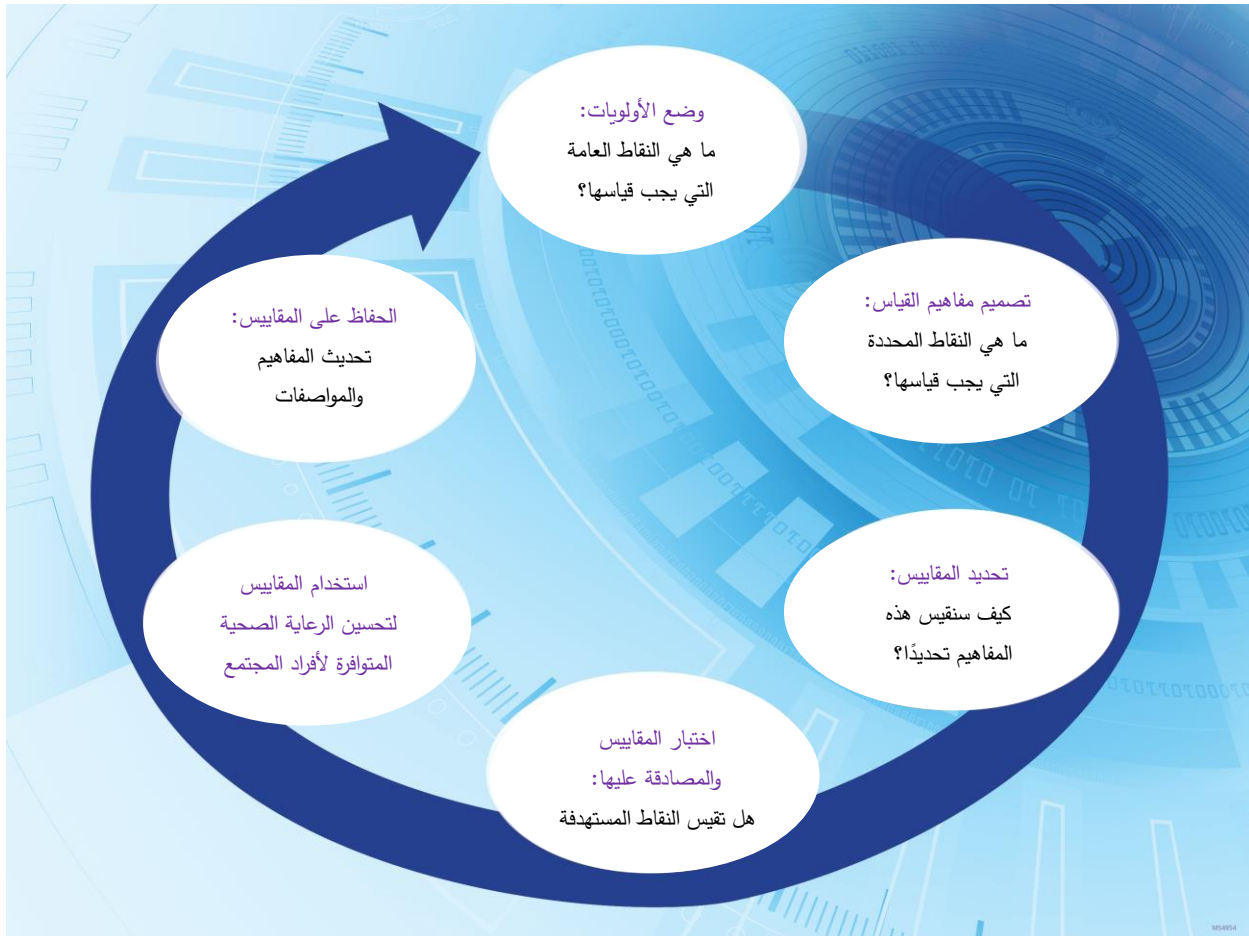 وضع الأولويات:
ما هي النقاط العامة
التي يجب قياسها؟
تصميم مفاهيم القياس:
ما هي النقاط المحددة
التي يجب قياسها؟
تحديد المقاييس:
كيف سنقيس هذه
المفاهيم تحديدًا؟
اختبار المقاييس
والمصادقة عليها:
هل تقيس النقاط المستهدفة
استخدام المقاييس
لتحسين الرعاية الصحية
المتوافرة لأفراد المجتمع
الحفاظ على المقاييس:
تحديث المفاهيم
والمواصفات
MS4954